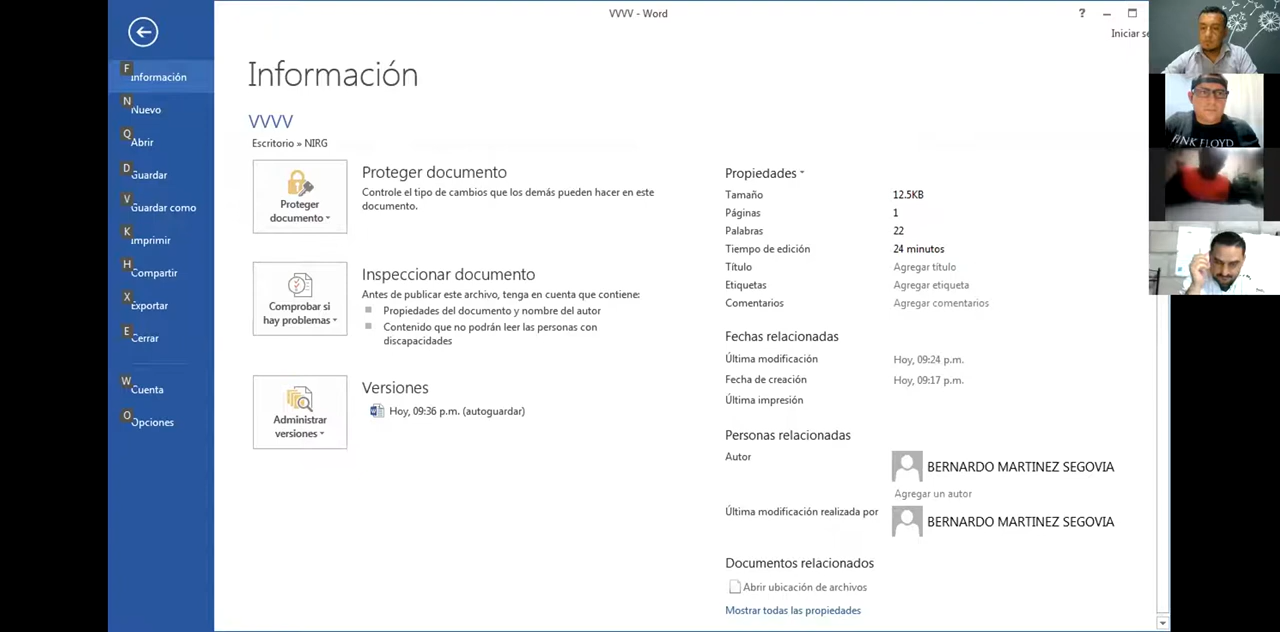 VVVV - Word
?
Iniciar se
F
Información
N
Nuevo
Q
Abrir
D
Guardar
V
Guardar como
K
Imprimir
H
Compartir
X
Exportar
E
Cerrar
W
Cuenta
O
Opciones
Información
VVVV
Escritorio » NIRG
Proteger documento
Controle el tipo de cambios que los demás pueden hacer en este
documento.
Proteger
documento
Inspeccionar documento
Antes de publicar este archivo, tenga en cuenta que contiene:
Propiedades del documento y nombre del autor
Contenido que no podrán leer las personas con
discapacidades
Comprobar si
hay problemas
Versiones
Hoy, 09:36 p.m. (autoguardar)
Administrar
versiones
Propiedades
Tamaño 12.5KB
Páginas 1
Palabras 22
Tiempo de edición 24 minutos
Título Agregar título
Etiquetas Agregar etiqueta
Comentarios Agregar comentarios
Fechas relacionadas
Última modificación Hoy, 09:24 p.m.
Fecha de creación Hoy, 09:17 p.m.
Última impresión
Personas relacionadas
Autor BERNARDO MARTINEZ SEGOVIA
Agregar un autor
Última modificación realizada por BERNARDO MARTINEZ SEGOVIA
Documentos relacionados
Abrir ubicación de archivos
Mostrar todas las propiedades
PINK FLOYD